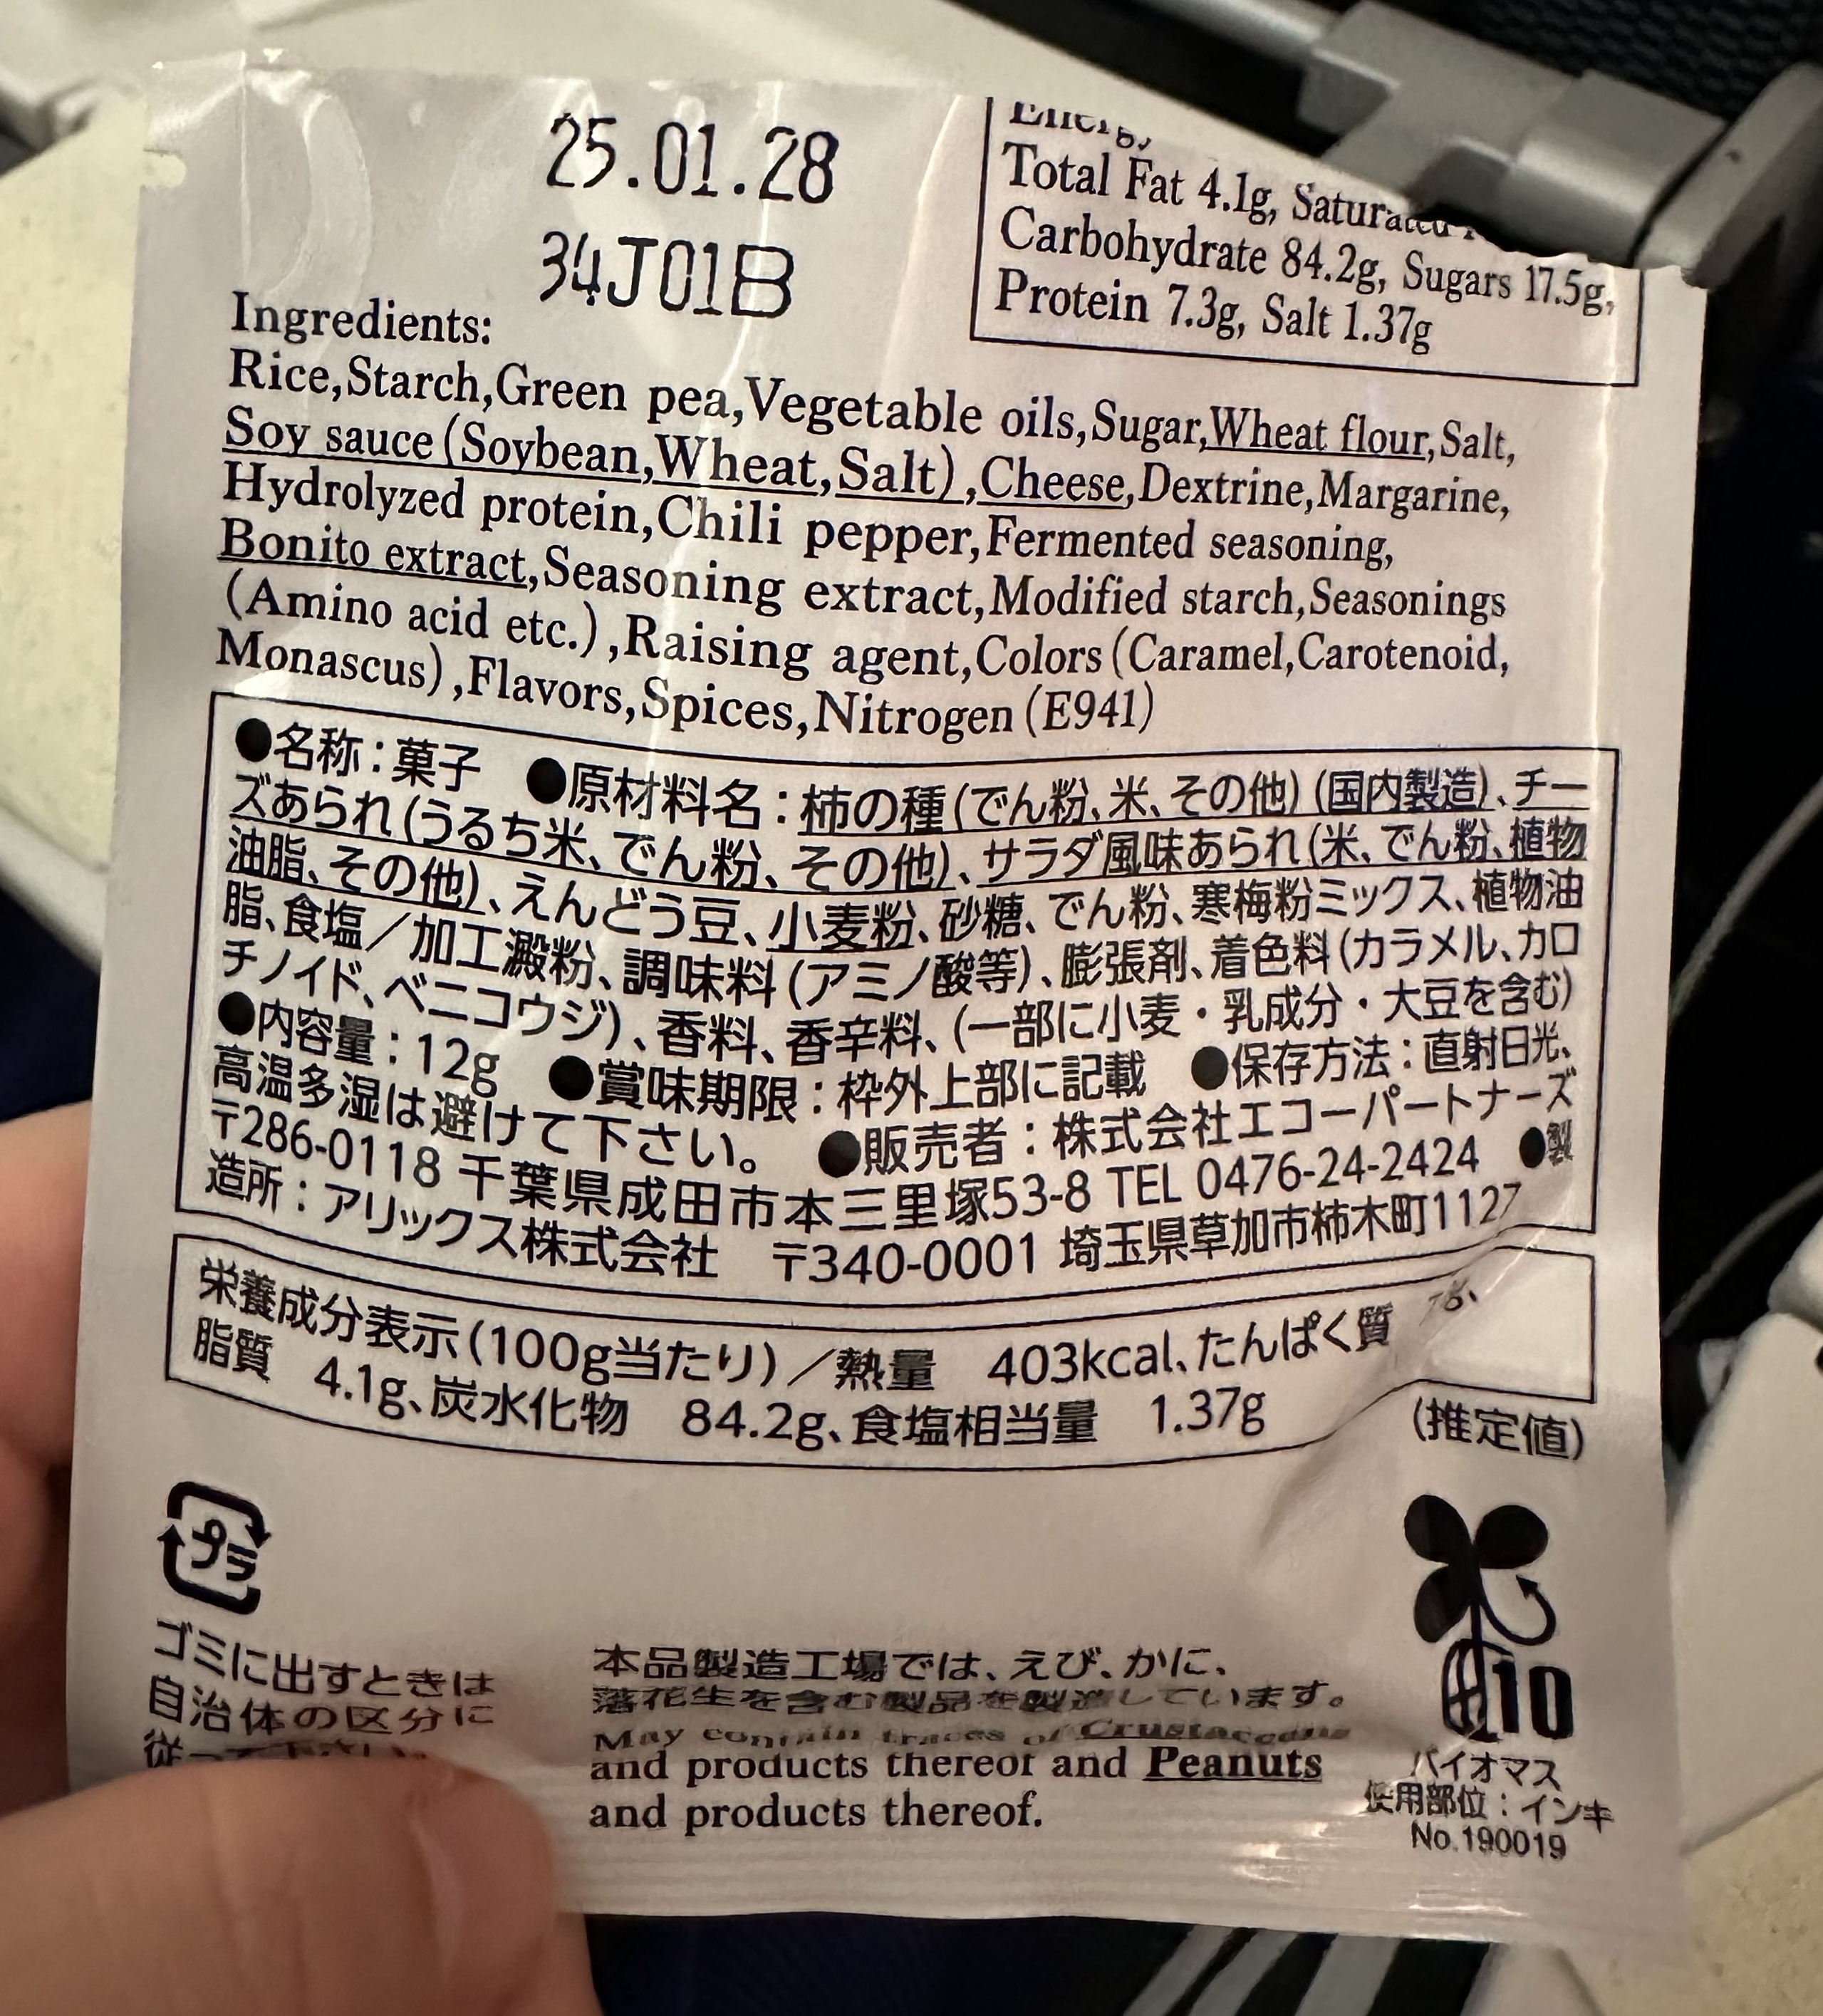 25.01.28
34J01B
Energy
Total Fat 4.1g, Saturated
Carbohydrate 84.2g, Sugars 17.5g,
Protein 7.3g, Salt 1.37g
Ingredients:
Rice,Starch,Green pea,Vegetable oils,Sugar,Wheat flour,Salt,
Soy sauce(Soybean,Wheat,Salt),Cheese,Dextrine,Margarine,
Hydrolyzed protein,Chili pepper,Fermented seasoning,
Bonito extract,Seasoning extract,Modified starch,Seasonings
(Amino acid etc.),Raising agent,Colors(Caramel,Carotenoid,
Monascus),Flavors,Spices,Nitrogen(E941)
●名称:菓子 ●原材料名:柿の種(でん粉、米、その他)(国内製造)、チー
ズあられ(うるち米、でん粉、その他)、サラダ風味あられ(米、でん粉、植物
油脂、その他)、えんどう豆、小麦粉、砂糖、でん粉、寒梅粉ミックス、植物油
脂、食塩/加工澱粉、調味料(アミノ酸等)、膨張剤、着色料(カラメル、カロ
チノイド、ベニコウジ)、香料、香辛料、(一部に小麦・乳成分・大豆を含む)
●内容量:12g ●賞味期限:枠外上部に記載 ●保存方法:直射日光、
高温多湿は避けて下さい。 ●販売者:株式会社エコーパートナーズ
〒286-0118 千葉県成田市本三里塚53-8 TEL 0476-24-2424 ●製
造所:アリックス株式会社 〒340-0001 埼玉県草加市柿木町1127
栄養成分表示(100g当たり)/熱量 403kcal、たんぱく質
脂質 4.1g、炭水化物 84.2g、食塩相当量 1.37g
(推定値)
プラ
ゴミに出すときは
自治体の区分に
従って下さい。
本品製造工場では、えび、かに、
落花生を含む製品を製造しています。
May contain traces of Crustaceans
and products thereof and Peanuts
and products thereof.
10
バイオマス
使用部位:インキ
No.190019